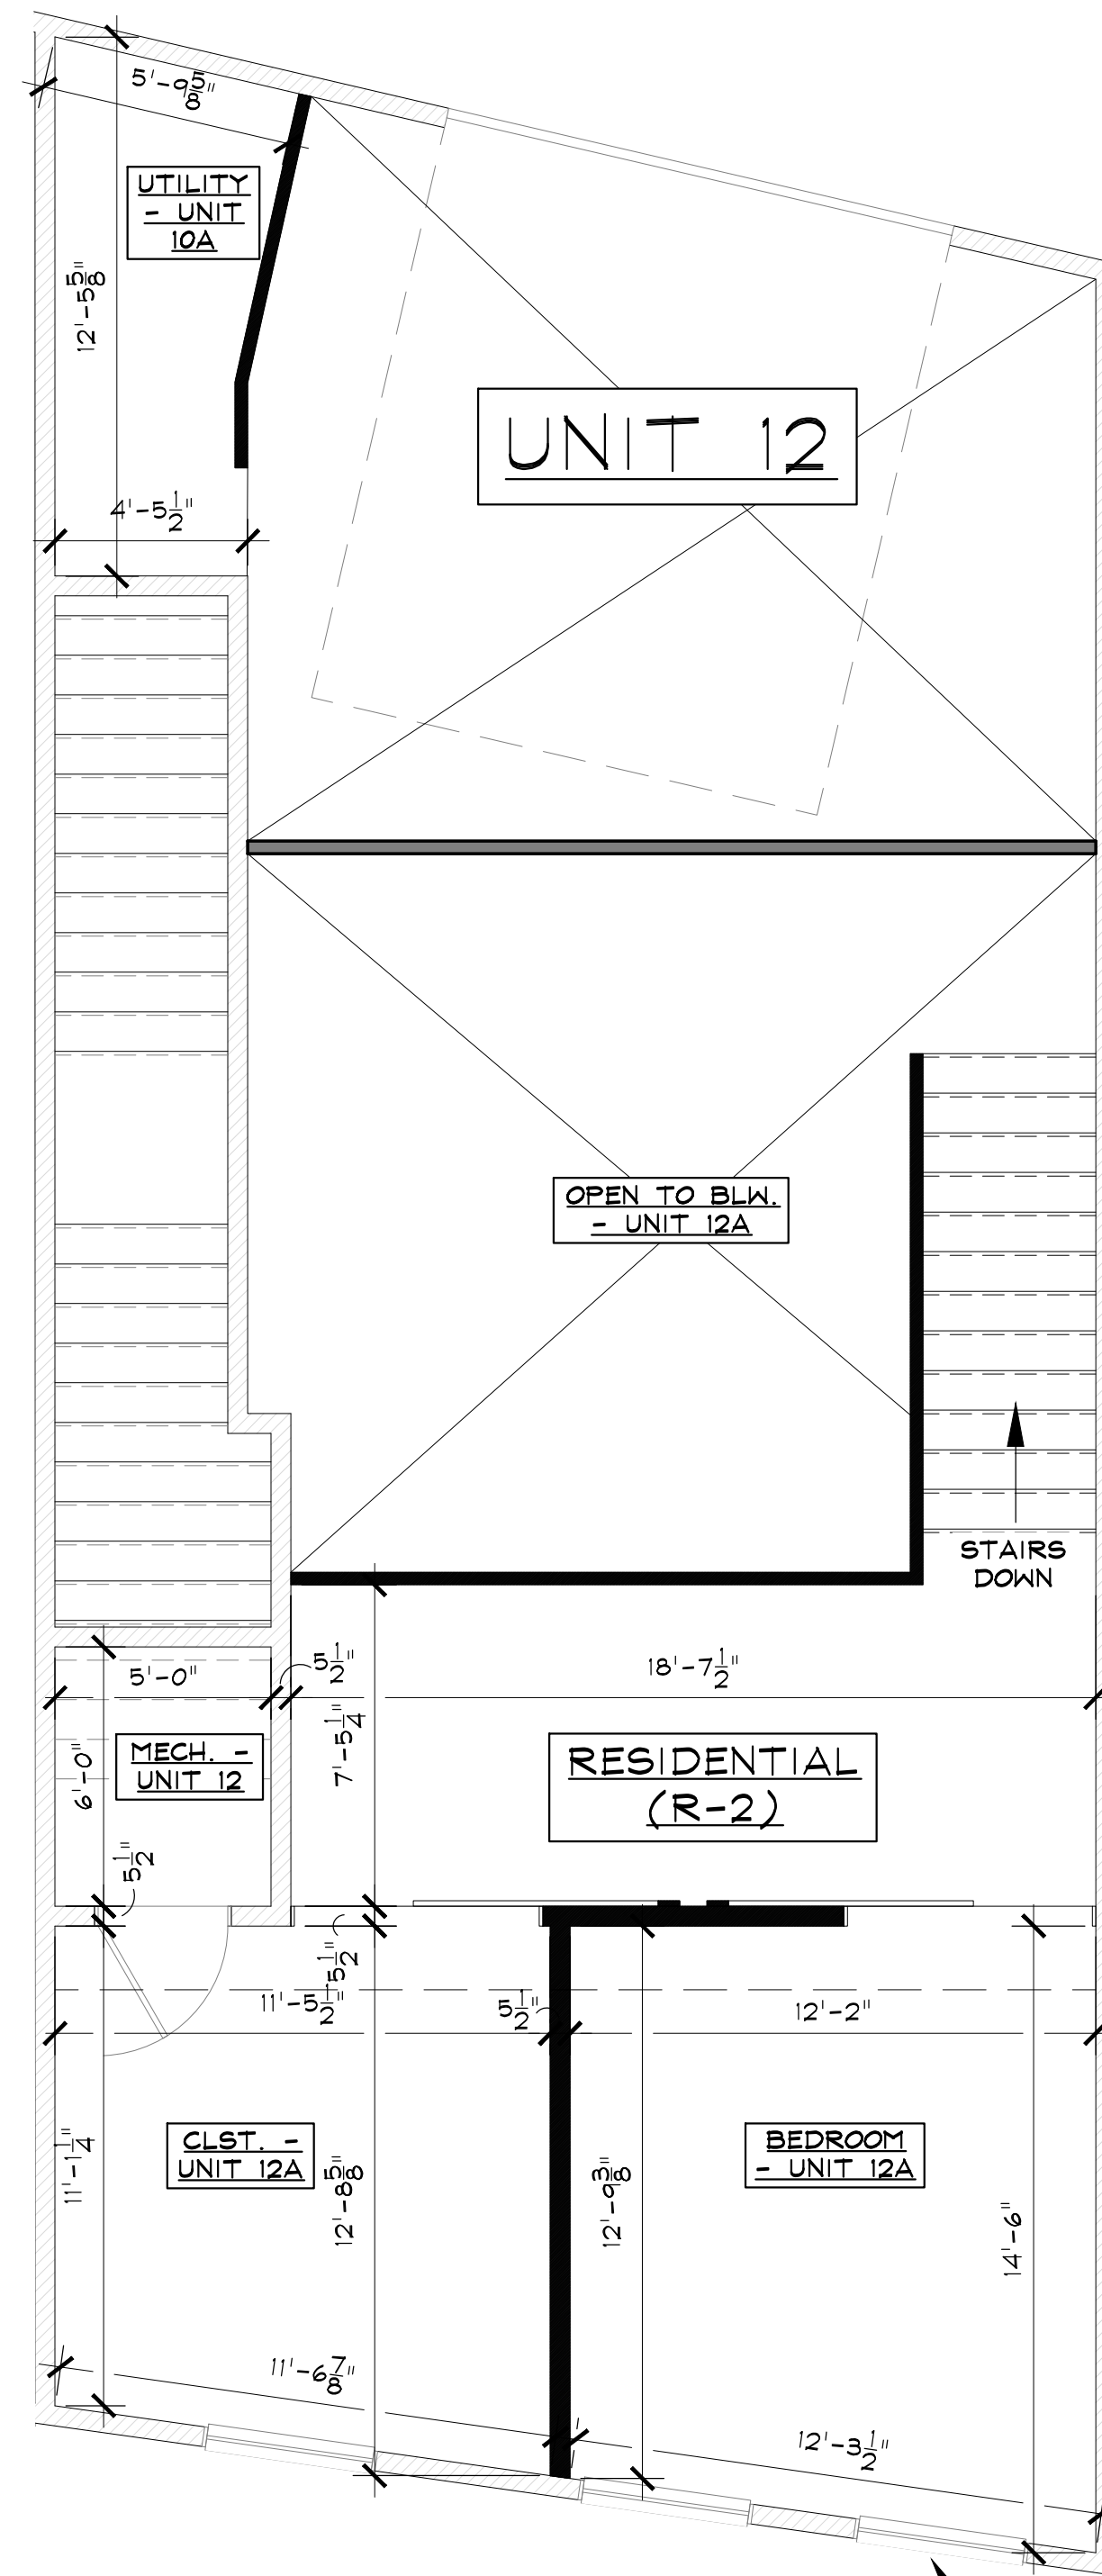 5'-9 5/8"
UTILITY
- UNIT
10A
12'-5 5/8"
UNIT 12
4'-5 1/2"
OPEN TO BLW.
- UNIT 12A
STAIRS
DOWN
5'-0"
5 1/2"
18'-7 1/2"
7'-5 1/4"
6'-0"
MECH. -
UNIT 12
RESIDENTIAL
(R-2)
5 1/2"
5 1/2"
11'-5 1/2"
5 1/2"
12'-2"
11'-1 1/4"
CLST. -
UNIT 12A
12'-8 5/8"
12'-9 3/8"
BEDROOM
- UNIT 12A
14'-6"
11'-6 7/8"
12'-3 1/2"